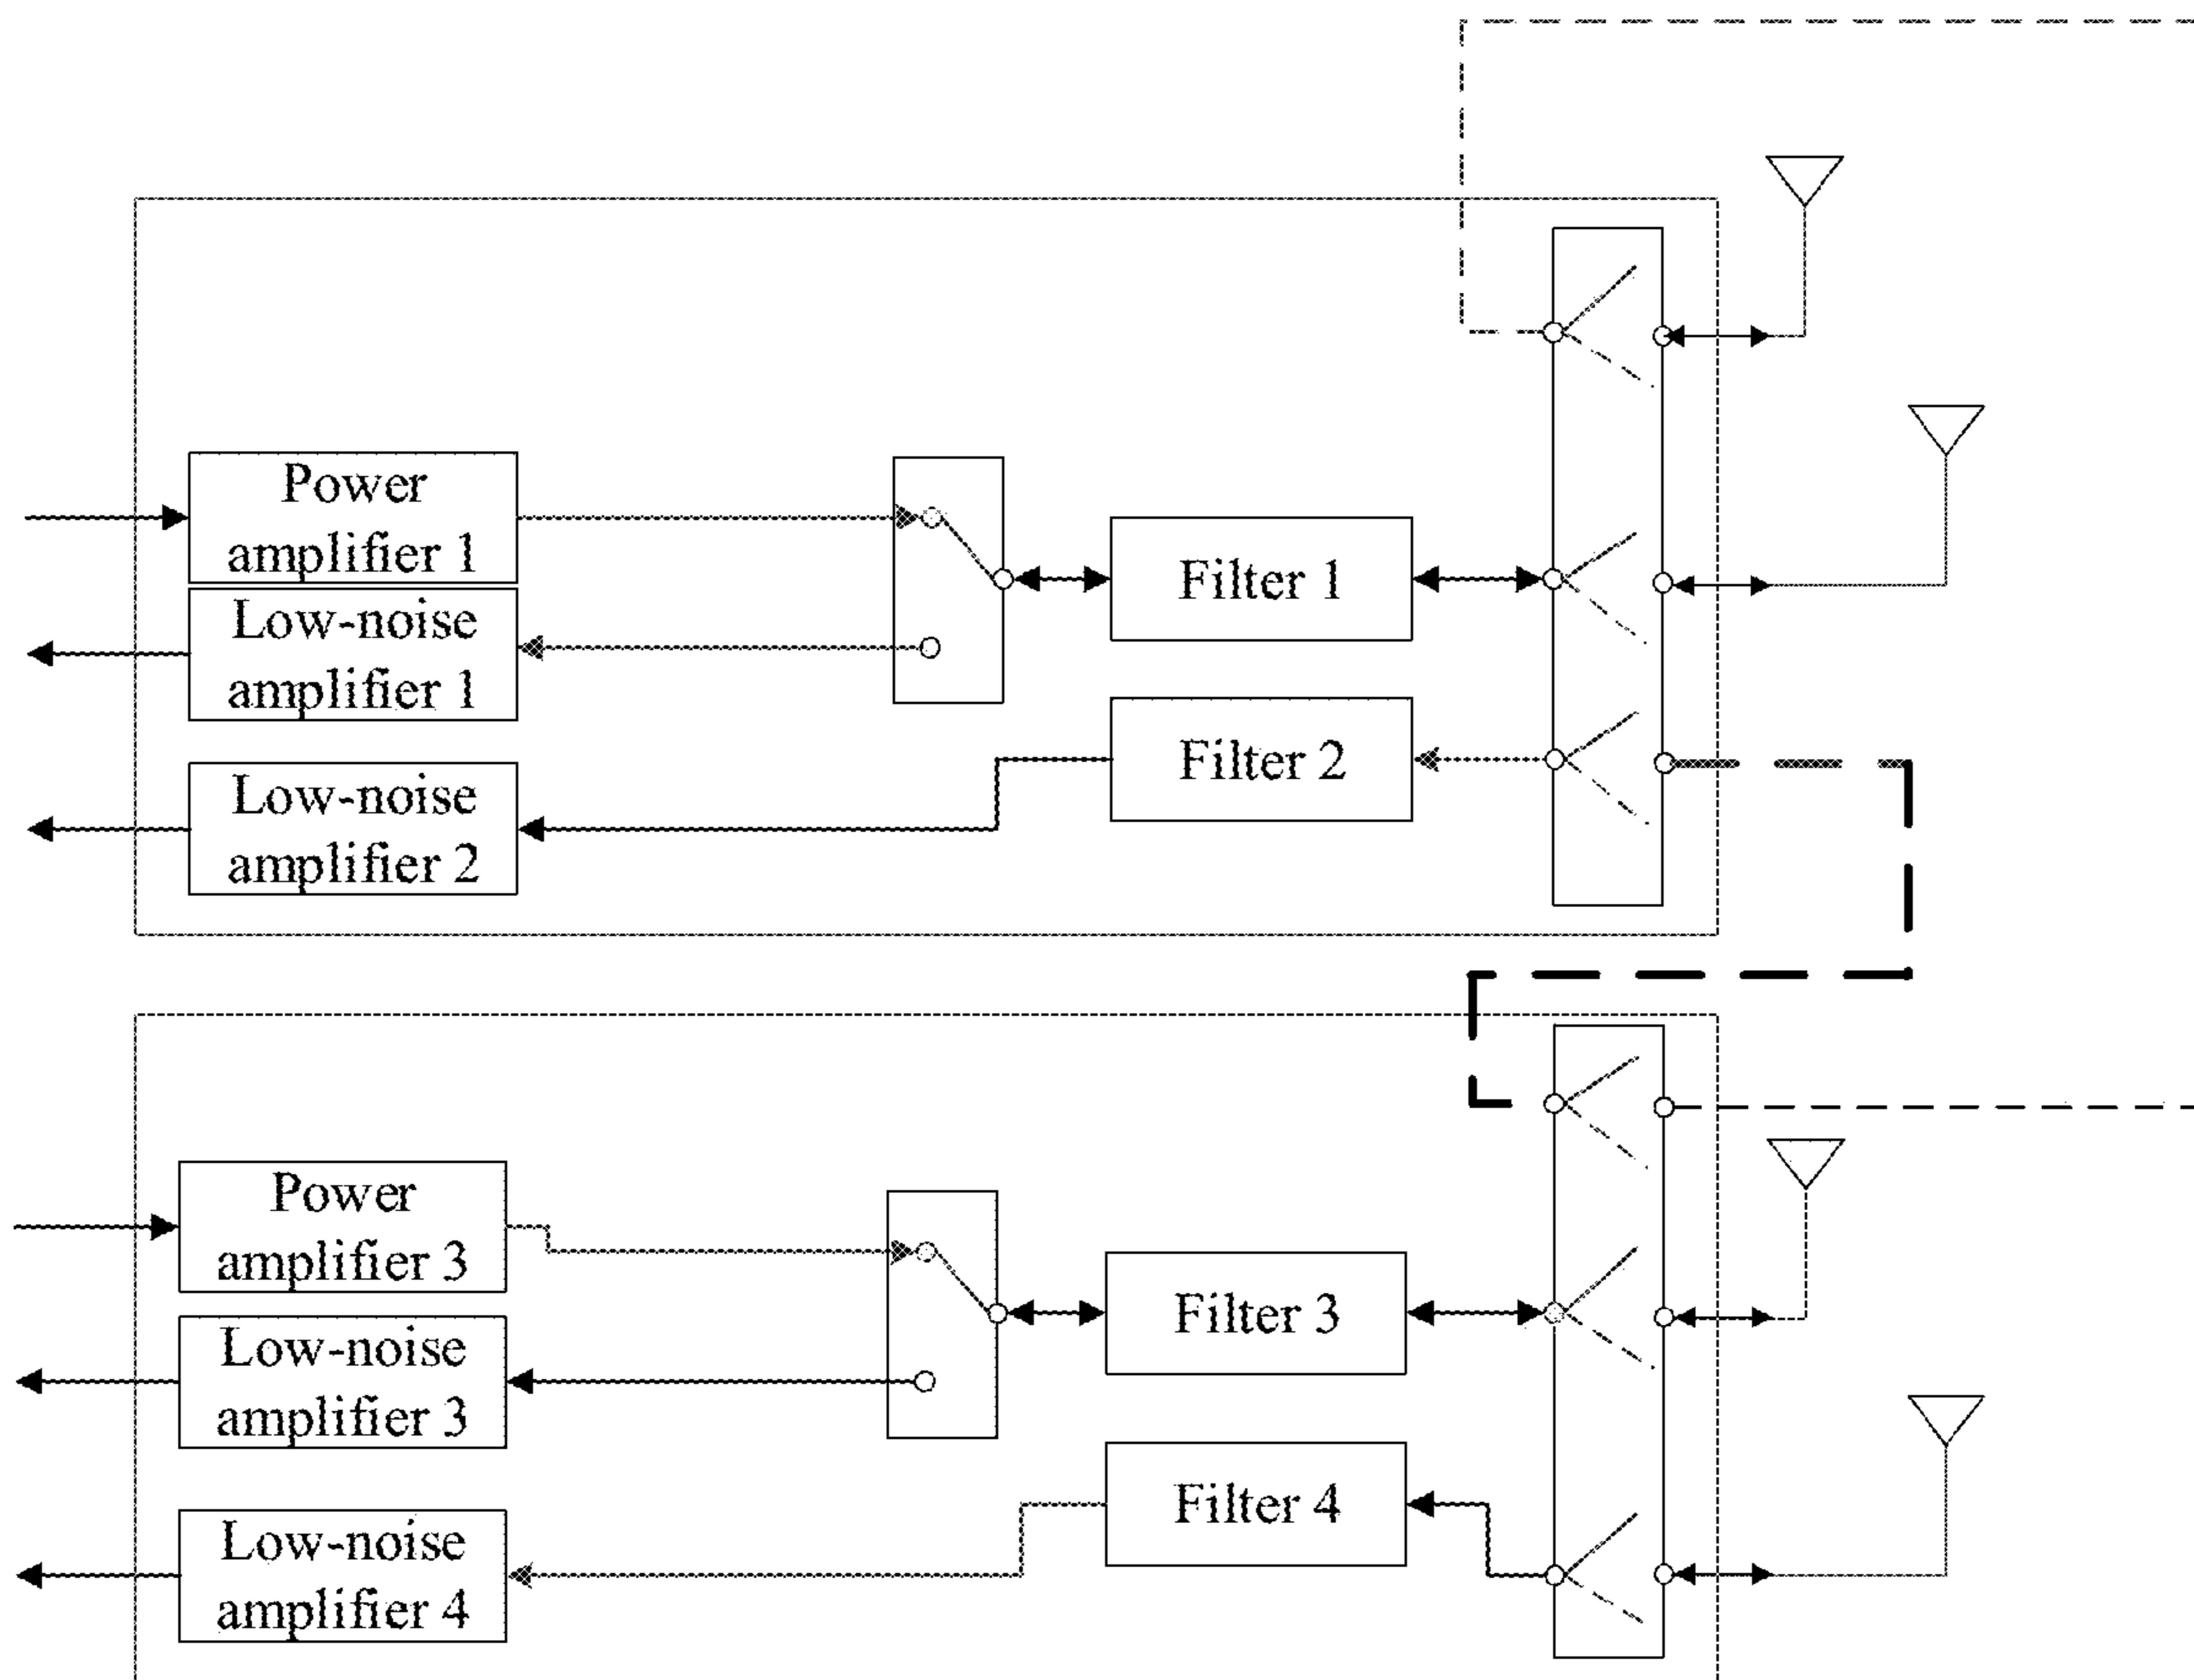 Power
amplifier 1
Filter 1
Low-noise
amplifier 1
Filter 2
Low-noise
amplifier 2
Power
amplifier 3
Filter 3
Low-noise
amplifier 3
Filter 4
Low-noise
amplifier 4